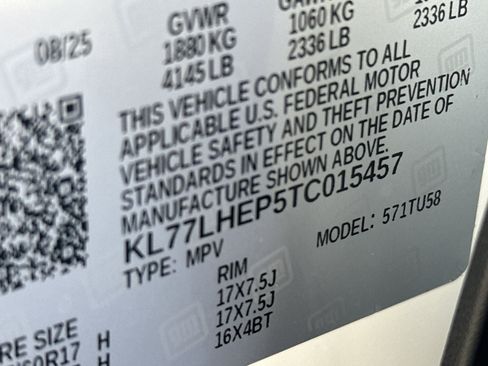 08/25
GVWR
1880 KG
4145 LB
1060 KG
2336 LB
2336 LB
THIS VEHICLE CONFORMS TO ALL
APPLICABLE U.S. FEDERAL MOTOR
VEHICLE SAFETY AND THEFT PREVENTION
STANDARDS IN EFFECT ON THE DATE OF
MANUFACTURE SHOWN ABOVE.
KL77LHEP5TC015457
TYPE: MPV
MODEL: 571TU58
RIM
17X7.5J
17X7.5J
16X4BT
RE SIZE
H
H